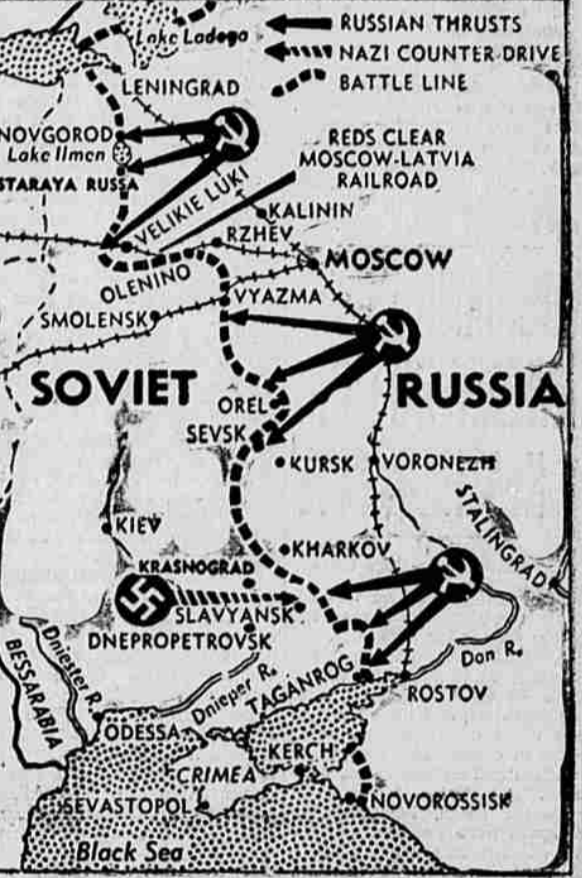 Lake Ladoga
RUSSIAN THRUSTS
NAZI COUNTER DRIVE
BATTLE LINE
LENINGRAD
NOVGOROD
Lake Ilmen
STARAYA RUSSA
REDS CLEAR
MOSCOW-LATVIA
RAILROAD
VELIKIE LUKI
KALININ
RZHEV
MOSCOW
OLENINO
VYAZMA
SMOLENSK
SOVIET RUSSIA
OREL
SEVSK
KURSK
VORONEZH
STALINGRAD
KIEV
KHARKOV
KRASNOGRAD
SLAVYANSK
DNEPROPETROVSK
Don R.
Dniester R.
BESSARABIA
Dnieper R.
TAGANROG
ROSTOV
ODESSA
KERCH
CRIMEA
SEVASTOPOL
NOVOROSSISK
Black Sea